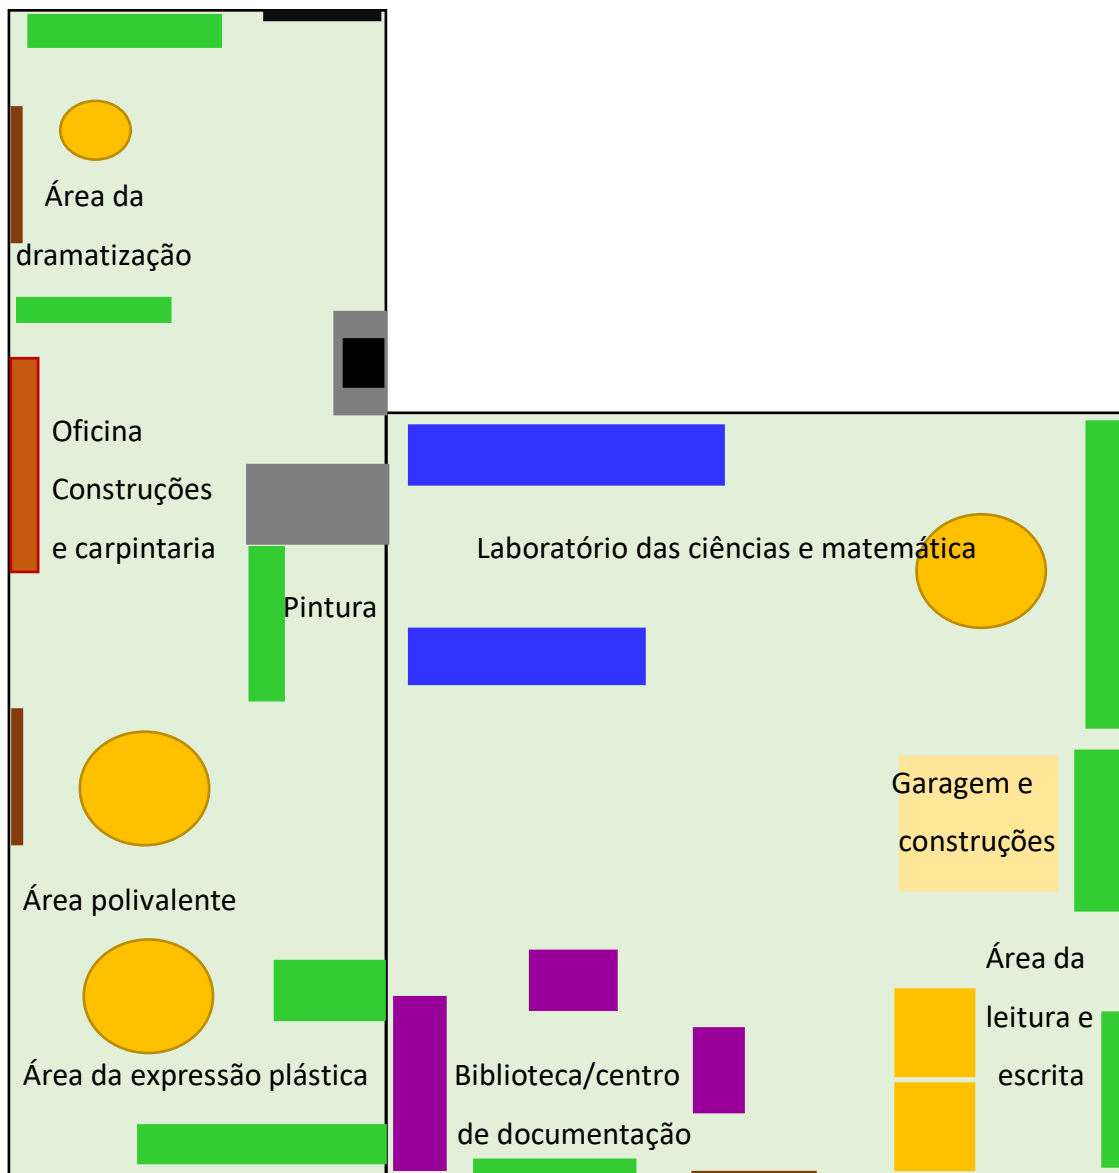 Área da
dramatização
Oficina
Construções
e carpintaria
Pintura
Laboratório das ciências e matemática
Garagem e
construções
Área polivalente
Área da expressão plástica
Biblioteca/centro
de documentação
Área da
leitura e
escrita